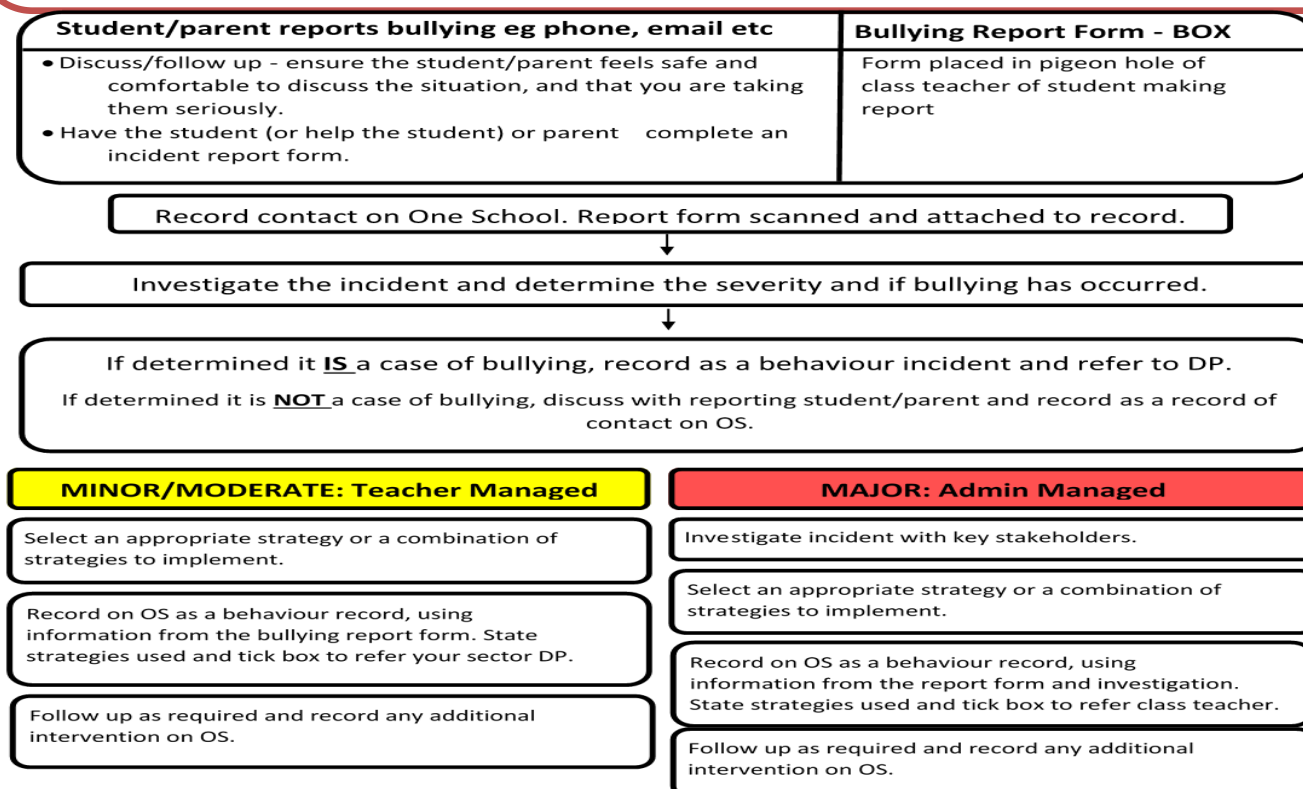 Student/parent reports bullying eg phone, email etc
• Discuss/follow up - ensure the student/parent feels safe and
comfortable to discuss the situation, and that you are taking
them seriously.
• Have the student (or help the student) or parent complete an
incident report form.
Bullying Report Form - BOX
Form placed in pigeon hole of
class teacher of student making
report
Record contact on One School. Report form scanned and attached to record.
Investigate the incident and determine the severity and if bullying has occurred.
If determined it IS a case of bullying, record as a behaviour incident and refer to DP.
If determined it is NOT a case of bullying, discuss with reporting student/parent and record as a record of
contact on OS.
MINOR/MODERATE: Teacher Managed
Select an appropriate strategy or a combination of
strategies to implement.
Record on OS as a behaviour record, using
information from the bullying report form. State
strategies used and tick box to refer your sector DP.
Follow up as required and record any additional
intervention on OS.
MAJOR: Admin Managed
Investigate incident with key stakeholders.
Select an appropriate strategy or a combination of
strategies to implement.
Record on OS as a behaviour record, using
information from the report form and investigation.
State strategies used and tick box to refer class teacher.
Follow up as required and record any additional
intervention on OS.